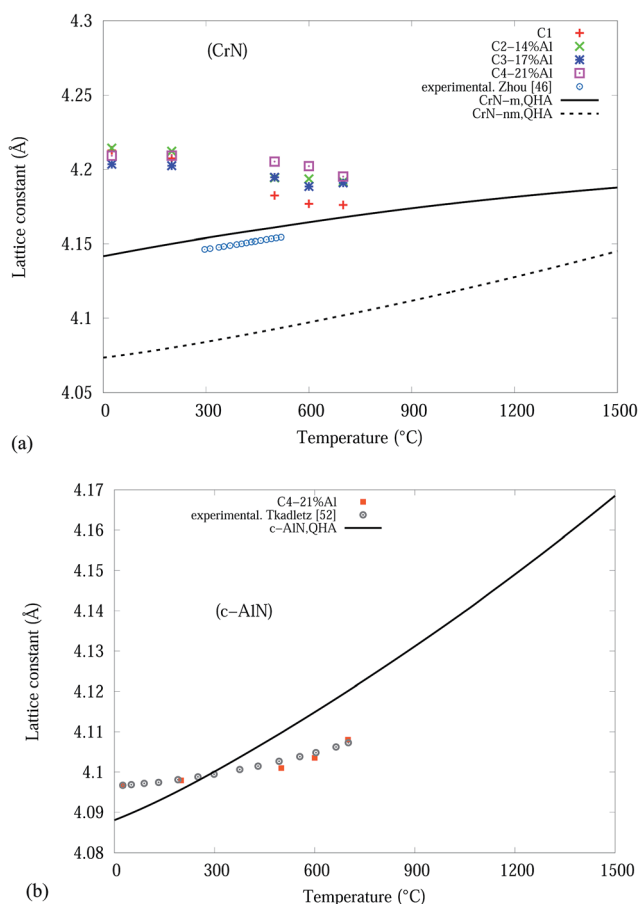 4.3
4.25
4.2
4.15
4.1
4.05
Lattice constant (Å)
(CrN)
C1
C2−14%Al
C3−17%Al
C4−21%Al
experimental. Zhou [46]
CrN−m,QHA
CrN−nm,QHA
0 300 600 900 1200 1500
Temperature (°C)
(a)
4.17
4.16
4.15
4.14
4.13
4.12
4.11
4.1
4.09
4.08
Lattice constant (Å)
C4−21%Al
experimental. Tkadletz [52]
c−AlN,QHA
(c−AlN)
0 300 600 900 1200 1500
Temperature (°C)
(b)